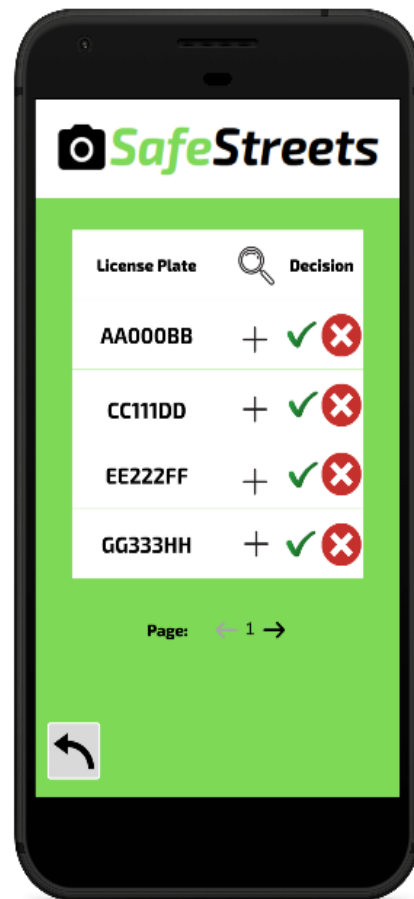 SafeStreets
License Plate Decision
AA000BB
CC111DD
EE222FF
GG333HH
Page: ← 1 →